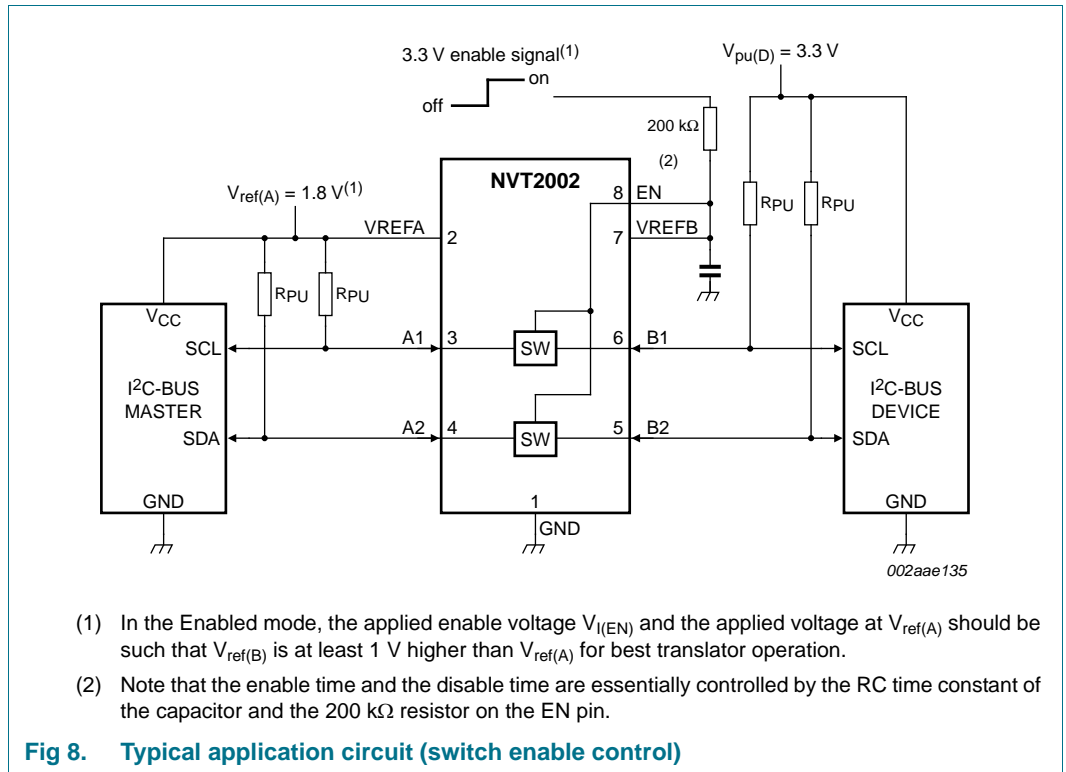 3.3 V enable signal(1)
on
off
Vpu(D) = 3.3 V
200 kΩ
(2)
NVT2002
Vref(A) = 1.8 V(1)
8 EN
VREFA 2
7 VREFB
RPU RPU
RPU RPU
VCC
SCL
A1 3 SW 6 B1
I2C-BUS
MASTER
SDA
A2 4 SW 5 B2
GND
1
GND
VCC
SCL
I2C-BUS
DEVICE
SDA
GND
002aae135
(1) In the Enabled mode, the applied enable voltage VI(EN) and the applied voltage at Vref(A) should be
such that Vref(B) is at least 1 V higher than Vref(A) for best translator operation.
(2) Note that the enable time and the disable time are essentially controlled by the RC time constant of
the capacitor and the 200 kΩ resistor on the EN pin.
Fig 8. Typical application circuit (switch enable control)